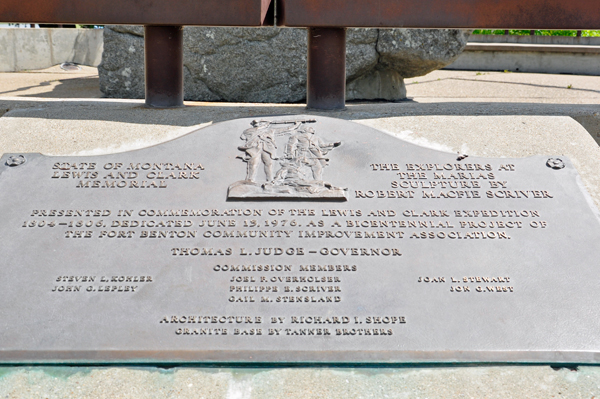 STATE OF MONTANA
LEWIS AND CLARK
MEMORIAL
THE EXPLORERS AT
THE MARIAS
SCULPTURE BY
ROBERT MACFIE SCRIVER
PRESENTED IN COMMEMORATION OF THE LEWIS AND CLARK EXPEDITION
1804-1806. DEDICATED JUNE 13, 1976. AS A BICENTENNIAL PROJECT OF
THE FORT BENTON COMMUNITY IMPROVEMENT ASSOCIATION.
THOMAS L. JUDGE - GOVERNOR
COMMISSION MEMBERS
STEVEN L. KOHLER JOEL F. OVERHOLSER JOAN L. STEWART
JOHN G. LEPLEY PHILIPPE E. SCRIVER JON G. WEST
GAIL M. STENSLAND
ARCHITECTURE BY RICHARD I. SHOPE
GRANITE BASE BY TANNER BROTHERS